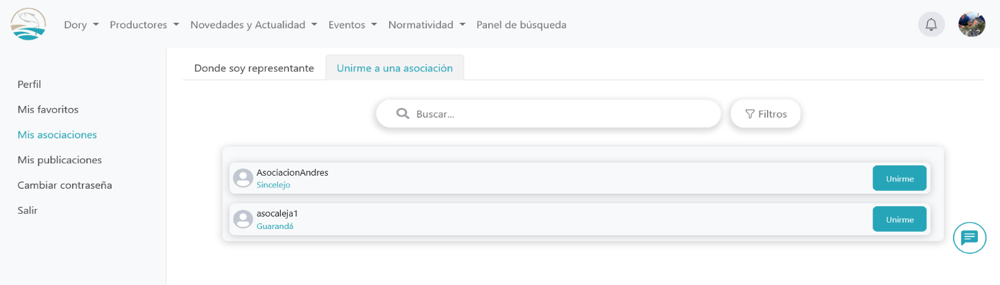 Dory Productores Novedades y Actualidad Eventos Normatividad Panel de búsqueda
Perfil
Mis favoritos
Mis asociaciones
Mis publicaciones
Cambiar contraseña
Salir
Donde soy representante Unirme a una asociación
Buscar... Filtros
AsociacionAndres
Sincelejo
Unirme
asocaleja1
Guarandá
Unirme